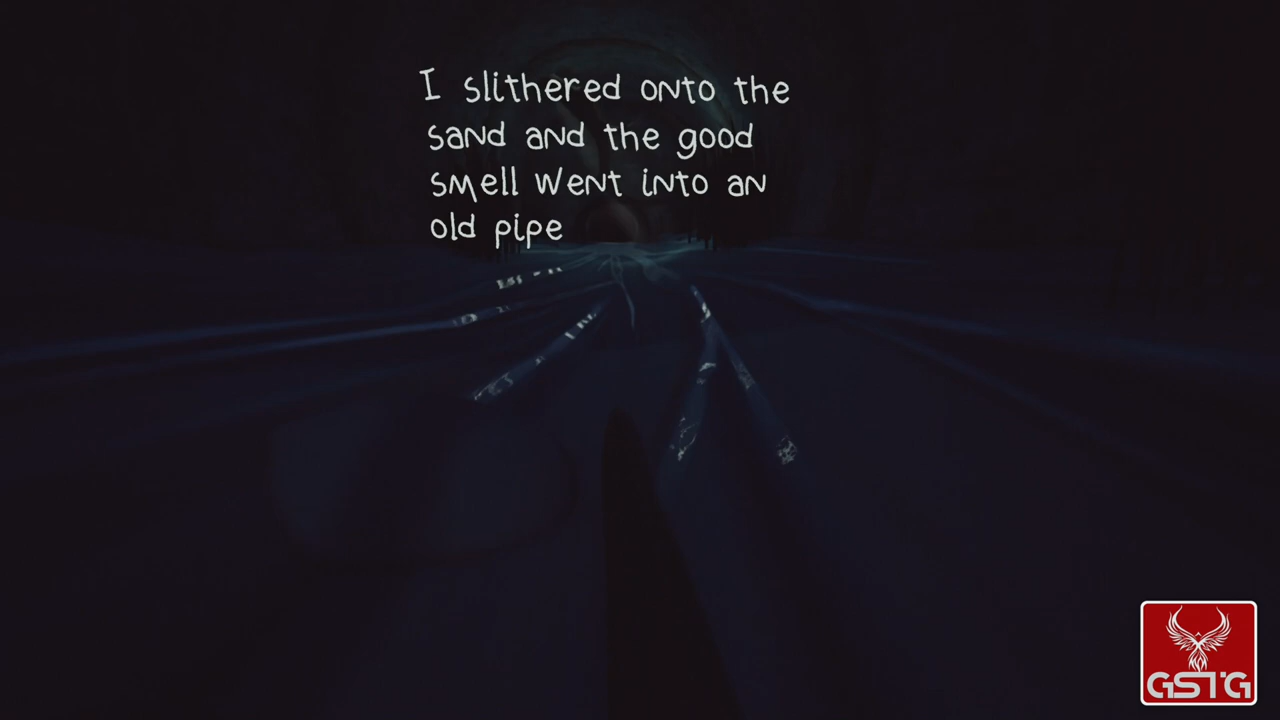 I slithered onto the
sand and the good
smell went into an
old pipe
GSTG